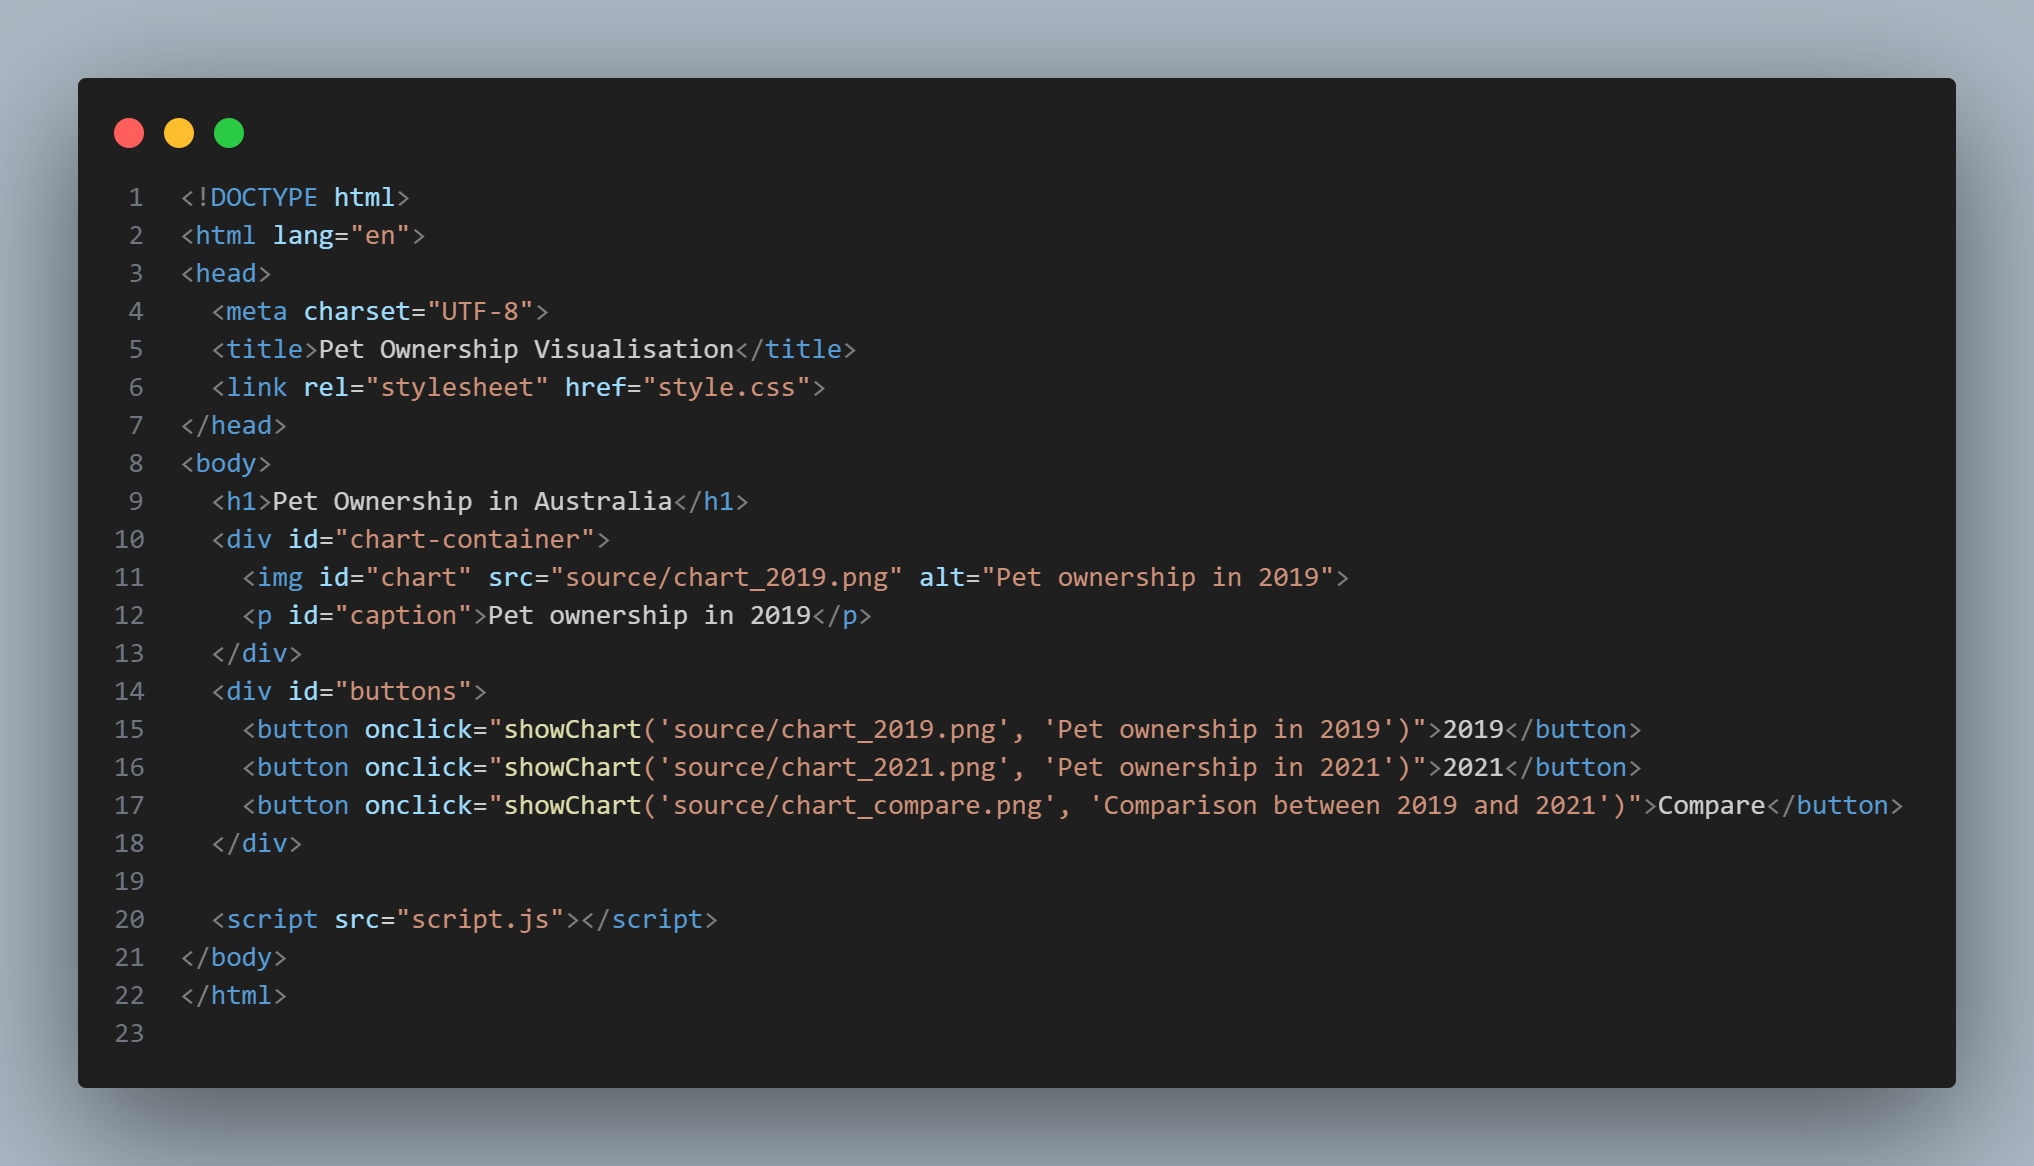 1 <!DOCTYPE html>
2 <html lang="en">
3 <head>
4   <meta charset="UTF-8">
5   <title>Pet Ownership Visualisation</title>
6   <link rel="stylesheet" href="style.css">
7 </head>
8 <body>
9   <h1>Pet Ownership in Australia</h1>
10   <div id="chart-container">
11     <img id="chart" src="source/chart_2019.png" alt="Pet ownership in 2019">
12     <p id="caption">Pet ownership in 2019</p>
13   </div>
14   <div id="buttons">
15     <button onclick="showChart('source/chart_2019.png', 'Pet ownership in 2019')">2019</button>
16     <button onclick="showChart('source/chart_2021.png', 'Pet ownership in 2021')">2021</button>
17     <button onclick="showChart('source/chart_compare.png', 'Comparison between 2019 and 2021')">Compare</button>
18   </div>
19
20   <script src="script.js"></script>
21 </body>
22 </html>
23